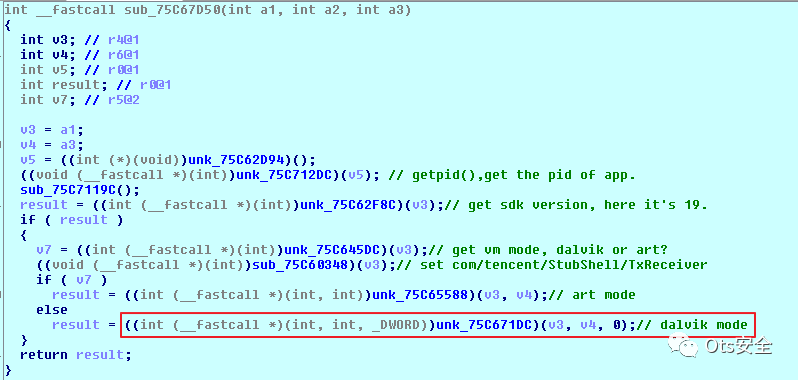 int __fastcall sub_75C67D50(int a1, int a2, int a3)
{
  int v3; // r4@1
  int v4; // r6@1
  int v5; // r0@1
  int result; // r0@1
  int v7; // r5@2

  v3 = a1;
  v4 = a3;
  v5 = ((int (*)(void))unk_75C62D94)();
  ((void (__fastcall *)(int))unk_75C712DC)(v5); // getpid(),get the pid of app.
  sub_75C7119C();
  result = ((int (__fastcall *)(int))unk_75C62F8C)(v3);// get sdk version, here it's 19.
  if ( result )
  {
    v7 = ((int (__fastcall *)(int))unk_75C645DC)(v3);// get vm mode, dalvik or art?
    ((void (__fastcall *)(int))sub_75C60348)(v3);// set com/tencent/StubShell/TxReceiver
    if ( v7 )
      result = ((int (__fastcall *)(int, int))unk_75C65588)(v3, v4);// art mode
    else
      result = ((int (__fastcall *)(int, int, _DWORD))unk_75C671DC)(v3, v4, 0);// dalvik mode
  }
  return result;
}
Ots安全